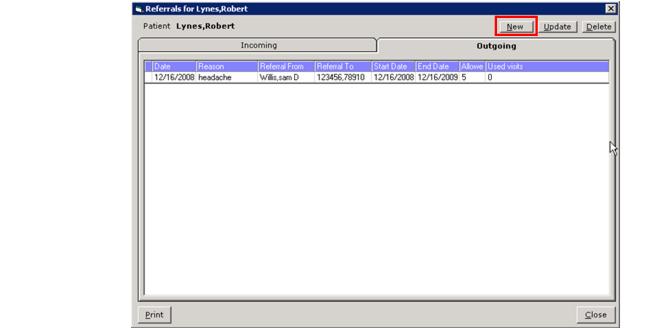 Referrals for Lynes,Robert
Patient Lynes,Robert New Update Delete
Incoming Outgoing
Date Reason Referral From Referral To Start Date End Date Allowe Used visits
12/16/2008 headache Willis,sam D 123456,78910 12/16/2008 12/16/2009 5 0
Print Close